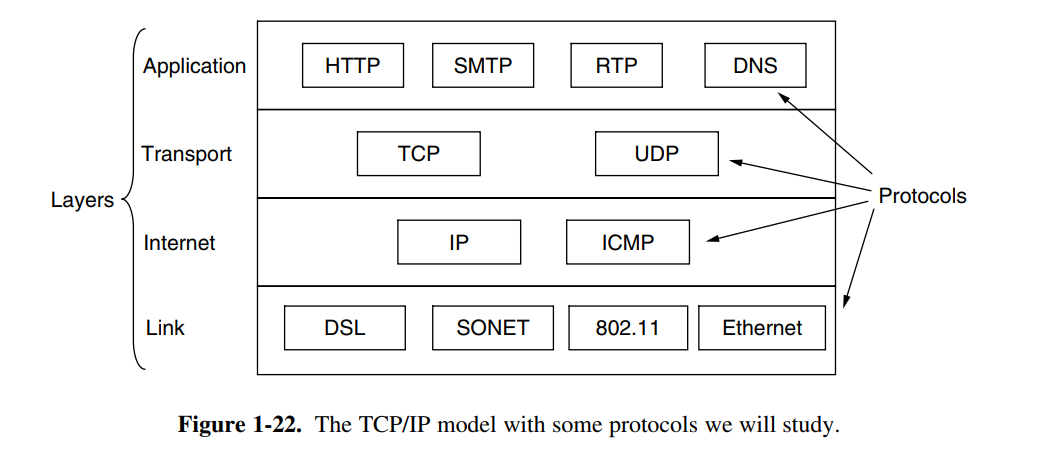 Application HTTP SMTP RTP DNS
Transport TCP UDP
Layers Protocols
Internet IP ICMP
Link DSL SONET 802.11 Ethernet
Figure 1-22. The TCP/IP model with some protocols we will study.